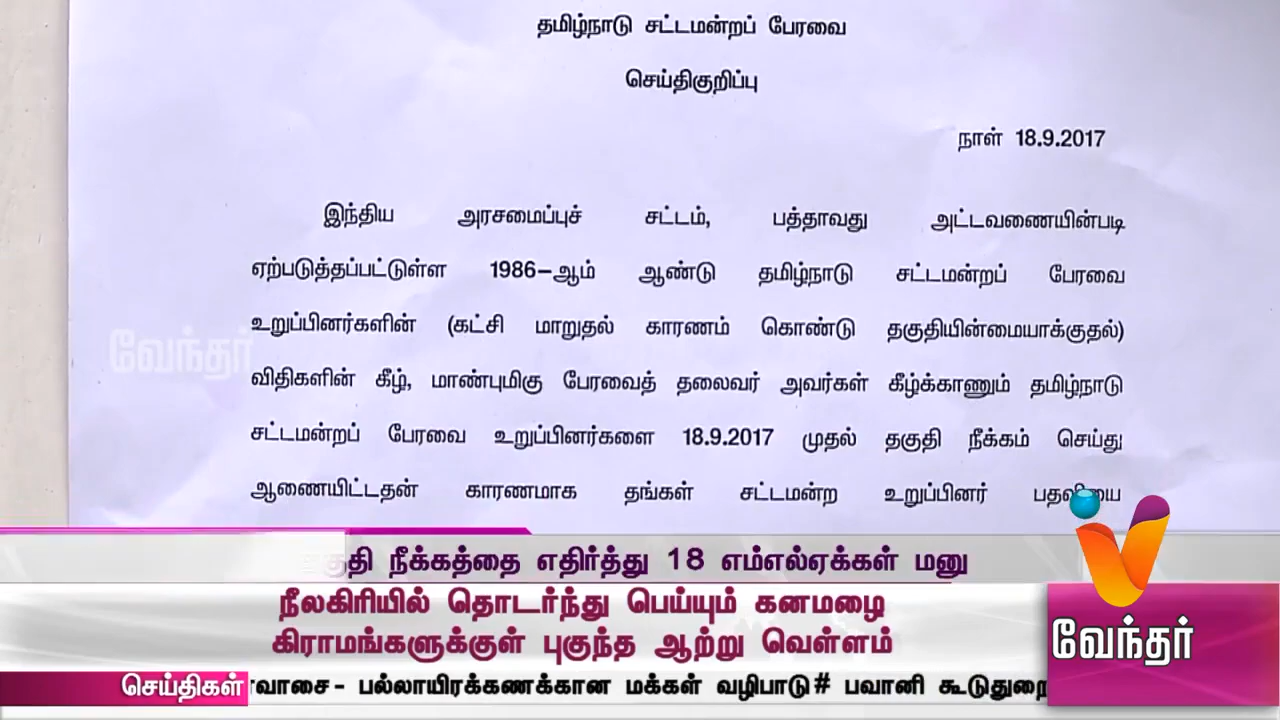 தமிழ்நாடு சட்டமன்றப் பேரவை
செய்திகுறிப்பு
நாள் 18.9.2017
இந்திய அரசமைப்புச் சட்டம், பத்தாவது அட்டவணையின்படி
ஏற்படுத்தப்பட்டுள்ள 1986–ஆம் ஆண்டு தமிழ்நாடு சட்டமன்றப் பேரவை
உறுப்பினர்களின் (கட்சி மாறுதல் காரணம் கொண்டு தகுதியின்மையாக்குதல்)
வேந்தர்
விதிகளின் கீழ், மாண்புமிகு பேரவைத் தலைவர் அவர்கள் கீழ்க்காணும் தமிழ்நாடு
சட்டமன்றப் பேரவை உறுப்பினர்களை 18.9.2017 முதல் தகுதி நீக்கம் செய்து
ஆணையிட்டதன் காரணமாக தங்கள் சட்டமன்ற உறுப்பினர்
நீக்கத்தை எதிர்த்து 18 எம்எல்ஏக்கள் மனு
நீலகிரியில் தொடர்ந்து பெய்யும் கனமழை
கிராமங்களுக்குள் புகுந்த ஆற்று வெள்ளம்
வேந்தர்
செய்திகள் - பல்லாயிரக்கணக்கான மக்கள் வழிபாடு # பவானி கூடுதுறை